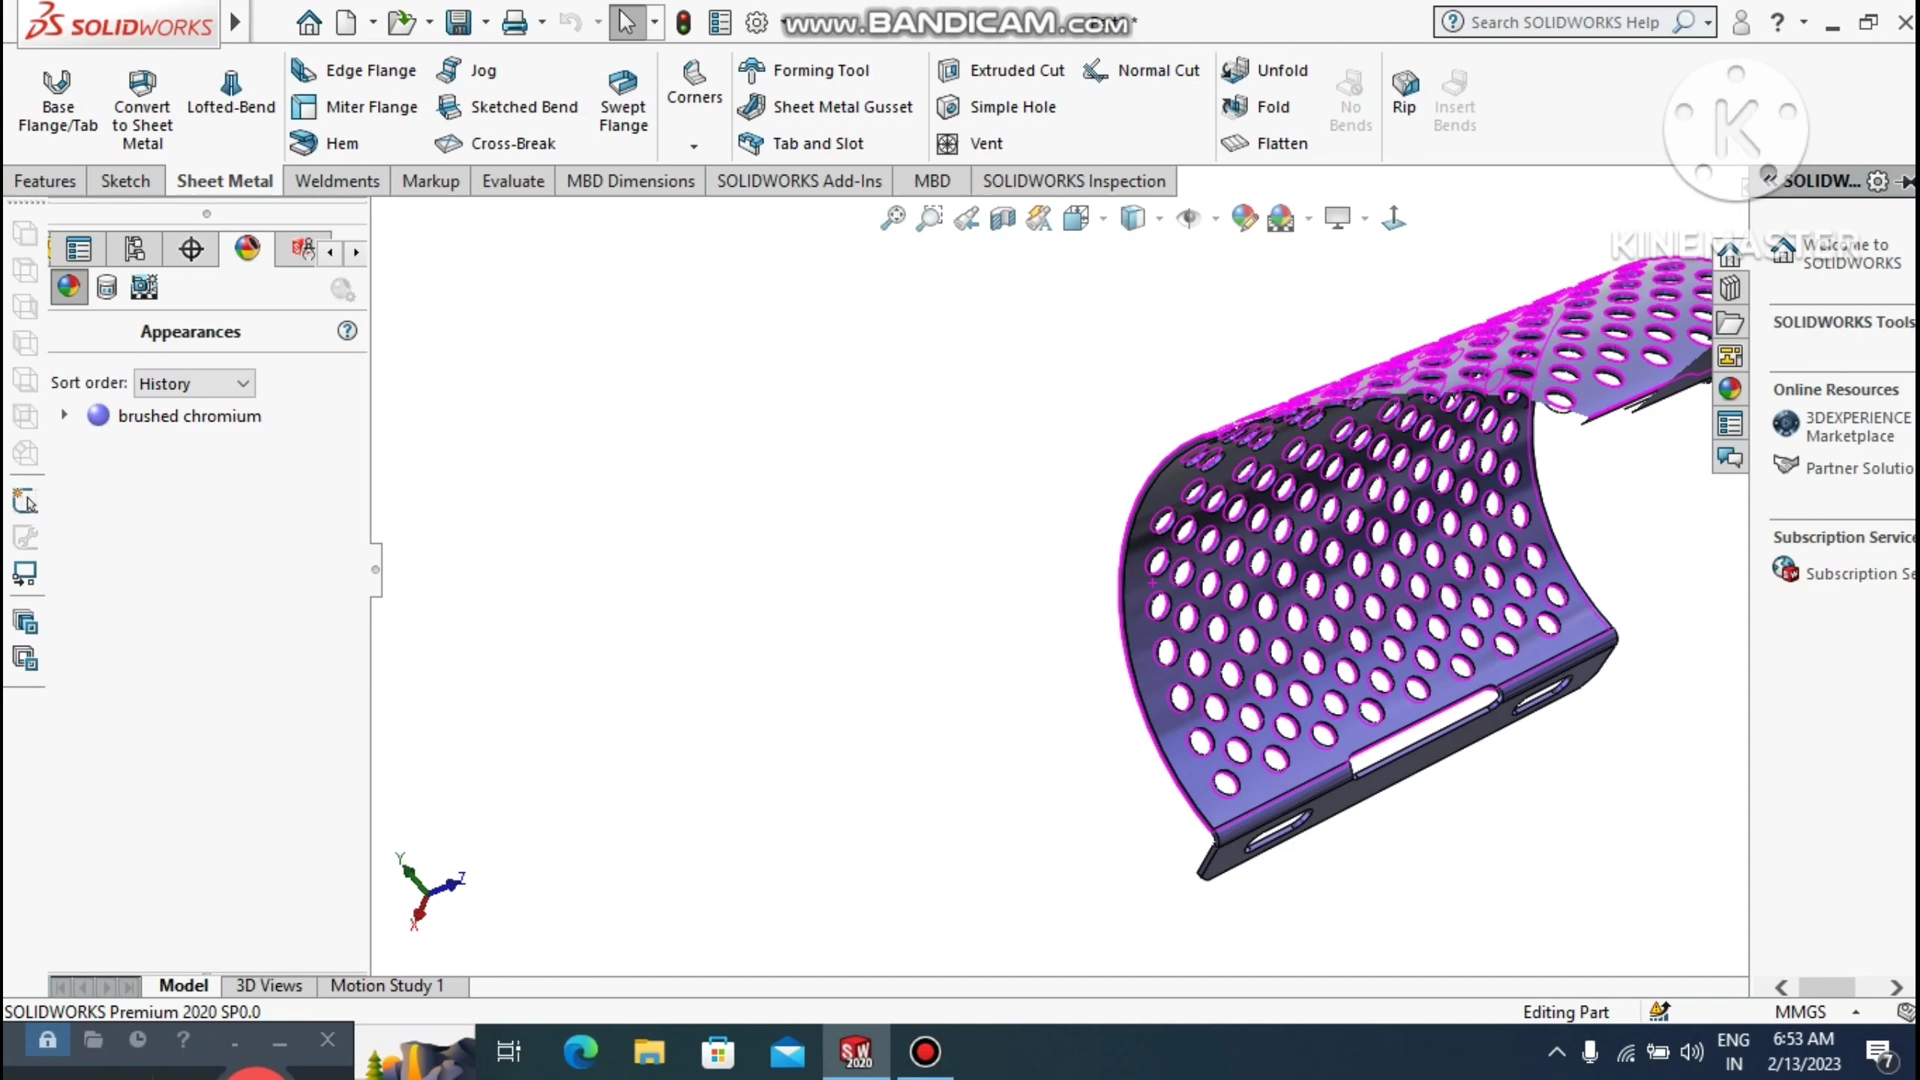 SOLIDWORKS
www.BANDICAM.com
Search SOLIDWORKS Help
Base Flange/Tab
Convert to Sheet Metal
Lofted-Bend
Edge Flange
Miter Flange
Hem
Jog
Sketched Bend
Cross-Break
Swept Flange
Corners
Forming Tool
Sheet Metal Gusset
Tab and Slot
Extruded Cut
Simple Hole
Vent
Normal Cut
Unfold
Fold
Flatten
No Bends
Rip
Insert Bends
K
Features
Sketch
Sheet Metal
Weldments
Markup
Evaluate
MBD Dimensions
SOLIDWORKS Add-Ins
MBD
SOLIDWORKS Inspection
SOLIDW...
KINEMASTER
Welcome to
SOLIDWORKS
SOLIDWORKS Tools
Online Resources
3DEXPERIENCE
Marketplace
Partner Solutio
Subscription Service
Subscription Se
Appearances
Sort order: History
brushed chromium
Y
Z
X
Model
3D Views
Motion Study 1
SOLIDWORKS Premium 2020 SP0.0
Editing Part
MMGS
SW
2020
ENG
IN
6:53 AM
2/13/2023
7